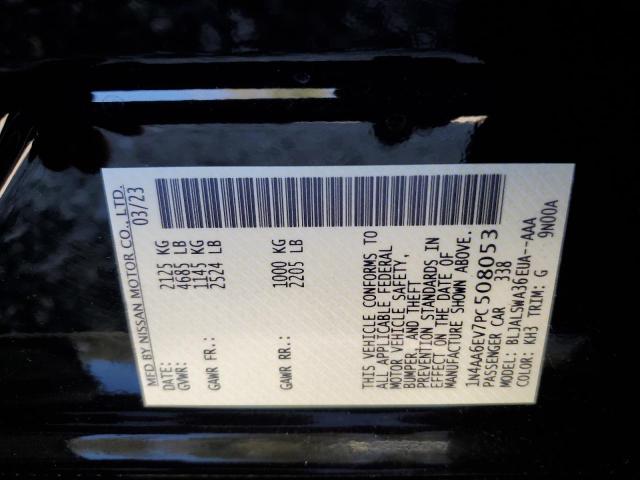 MFD BY NISSAN MOTOR CO., LTD.
DATE: 03/23
GVWR: 2125 KG
4685 LB
GAWR FR.: 1145 KG
2524 LB
GAWR RR.: 1000 KG
2205 LB
THIS VEHICLE CONFORMS TO
ALL APPLICABLE FEDERAL
MOTOR VEHICLE SAFETY,
BUMPER, AND THEFT
PREVENTION STANDARDS IN
EFFECT ON THE DATE OF
MANUFACTURE SHOWN ABOVE.
1N4AA6EV7PC508053
PASSENGER CAR 338
MODEL: BLJALSWA36EUA--AAA
COLOR: KH3 TRIM: G 9N00A